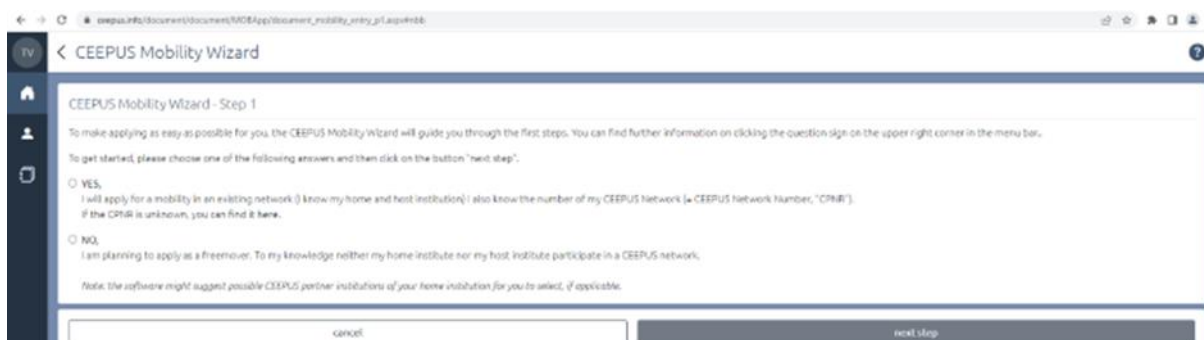 ceepus.info/document/document/MOBApp/document_mobility_entry_p1.aspx#nbb
TV
CEEPUS Mobility Wizard
CEEPUS Mobility Wizard - Step 1
To make applying as easy as possible for you, the CEEPUS Mobility Wizard will guide you through the first steps. You can find further information on clicking the question sign on the upper right corner in the menu bar.
To get started, please choose one of the following answers and then click on the button "next step".
YES,
I will apply for a mobility in an existing network (I know my home and host institution) I also know the number of my CEEPUS Network (= CEEPUS Network Number, "CPNR").
If the CPNR is unknown, you can find it here.
NO,
I am planning to apply as a freemover. To my knowledge neither my home institute nor my host institute participate in a CEEPUS network.
Note: the software might suggest possible CEEPUS partner institutions of your home institution for you to select, if applicable.
cancel
next step